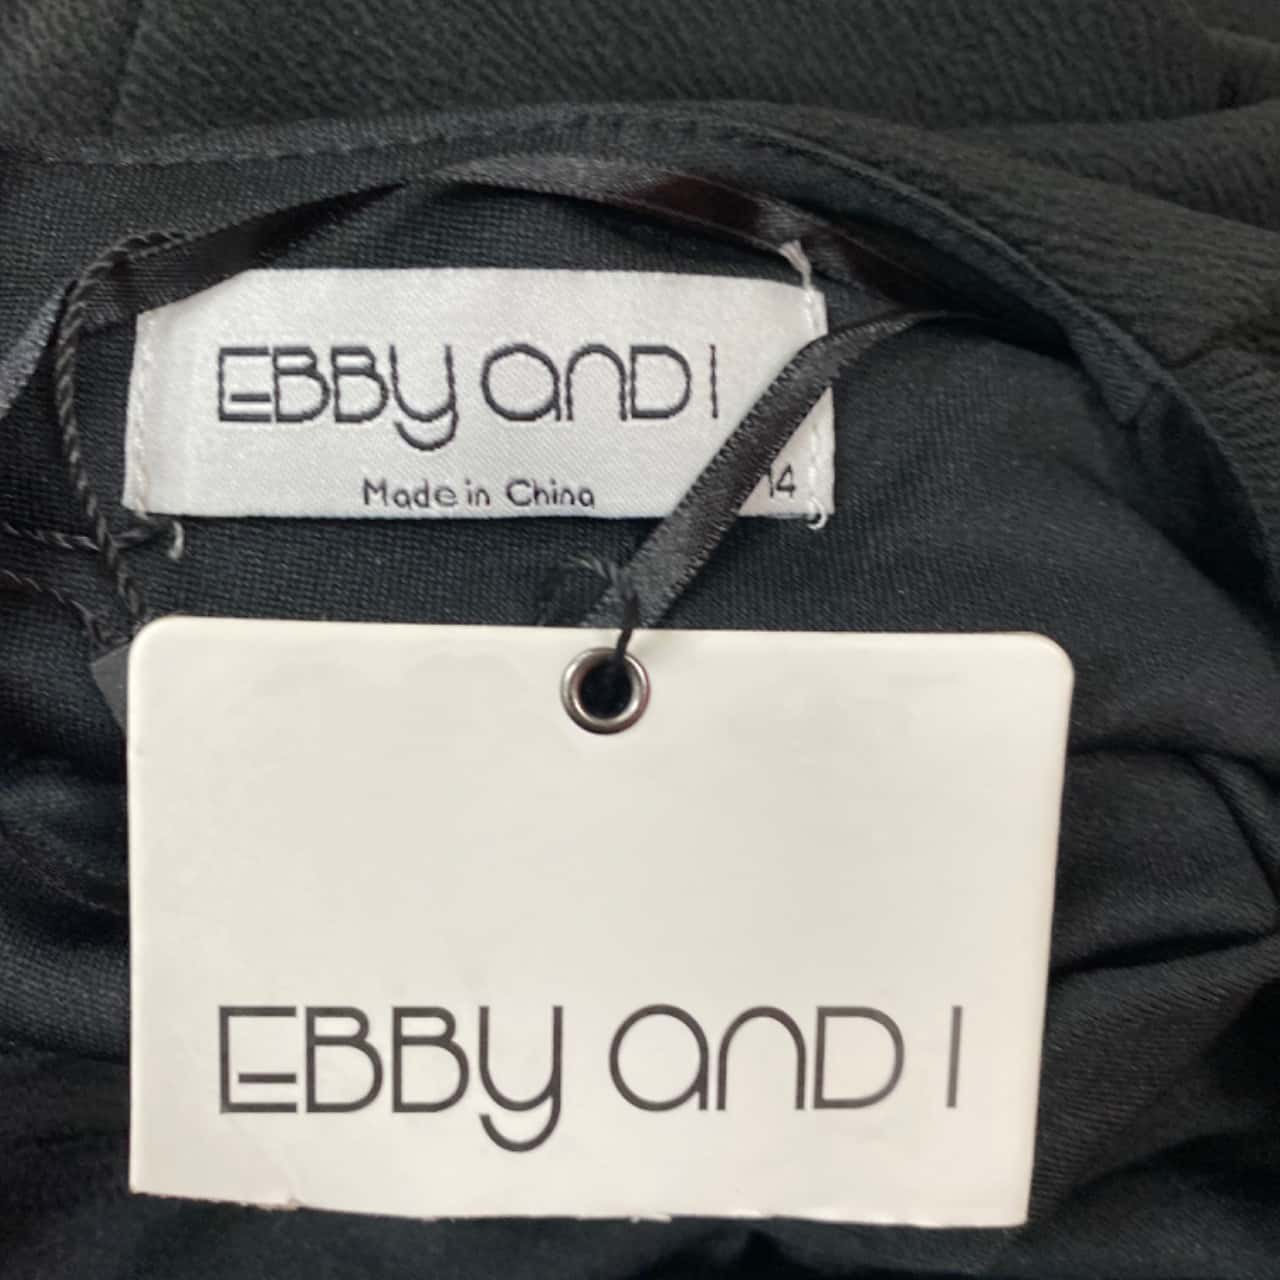 EBBY AND I
Made in China
14
EBBY AND I